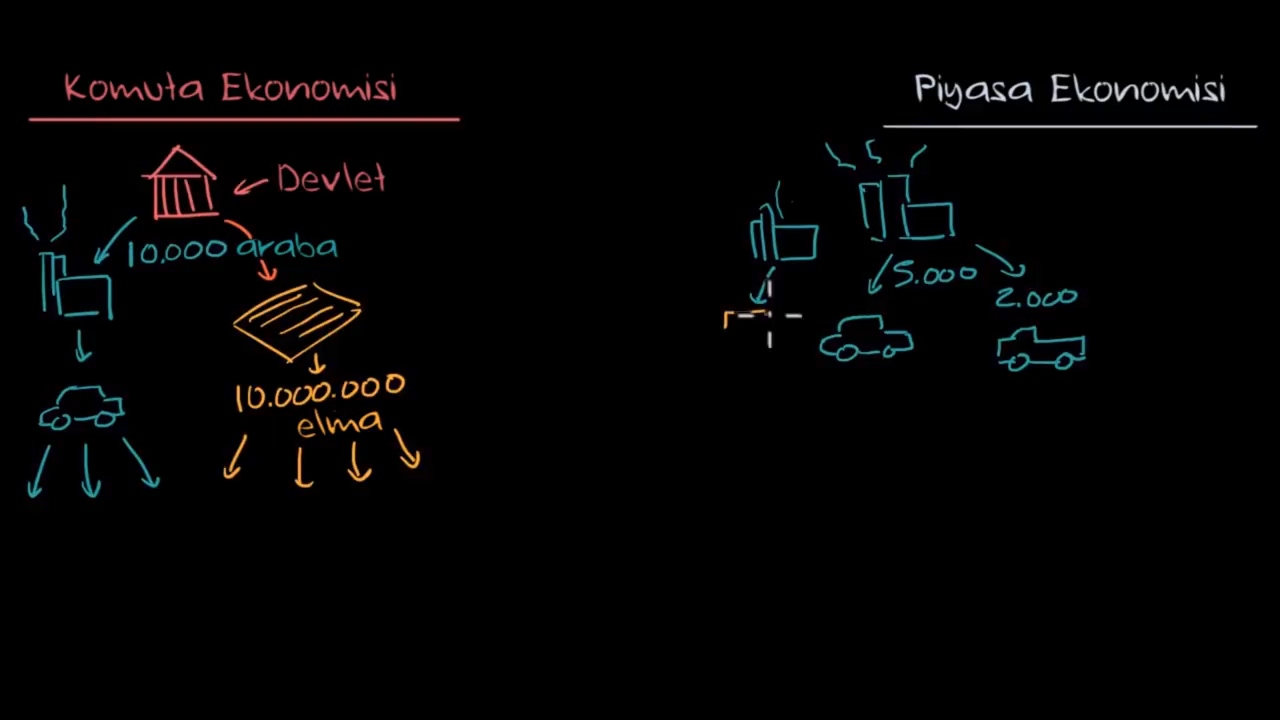 Komuta Ekonomisi
Devlet
10.000 araba
10.000.000
elma
Piyasa Ekonomisi
5.000
2.000